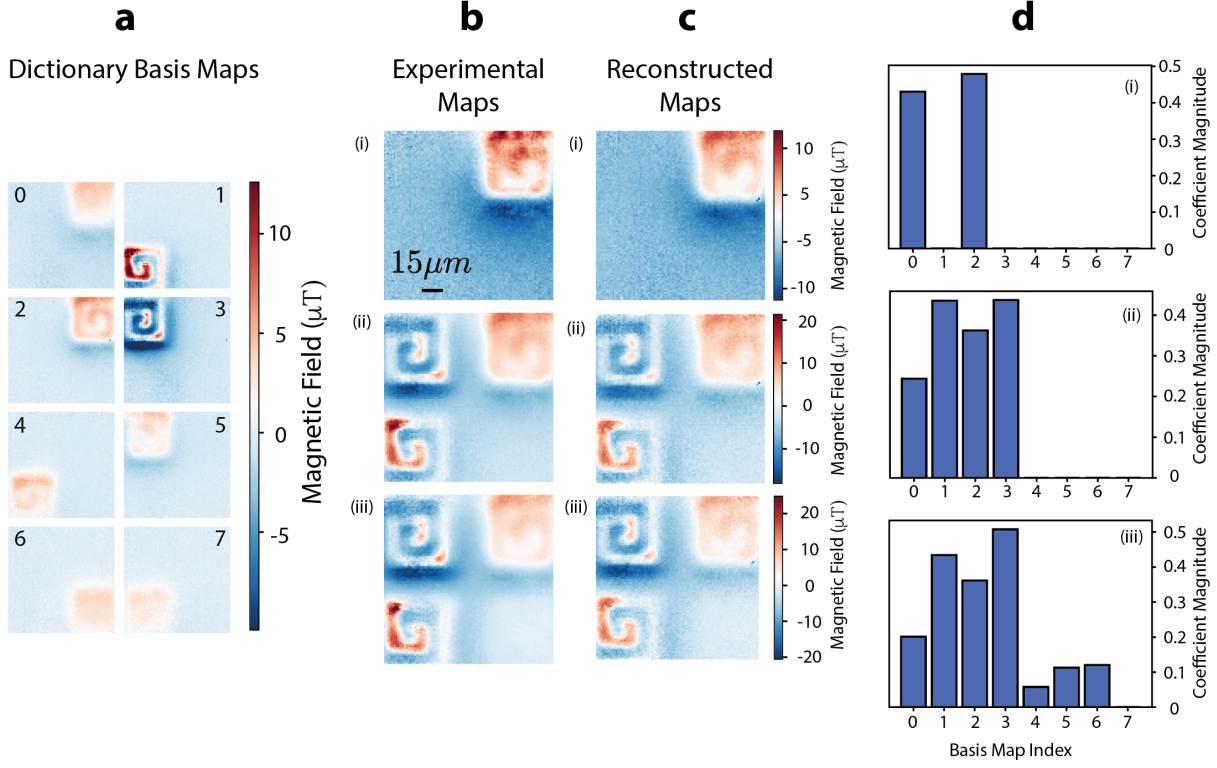 a
b
c
d
Dictionary Basis Maps
Experimental
Maps
Reconstructed
Maps
0
1
2
3
4
5
6
7
10
5
0
-5
Magnetic Field (μT)
(i)
15μm
(ii)
(iii)
(i)
(ii)
(iii)
10
5
-5
-10
Magnetic Field (μT)
20
10
0
-10
Magnetic Field (μT)
20
10
0
-10
-20
Magnetic Field (μT)
(i)
0.5
0.4
0.3
0.2
0.1
0
Coefficient Magnitude
0 1 2 3 4 5 6 7
(ii)
0.4
0.3
0.2
0.1
0
Coefficient Magnitude
0 1 2 3 4 5 6 7
(iii)
0.5
0.4
0.3
0.2
0.1
0
Coefficient Magnitude
0 1 2 3 4 5 6 7
Basis Map Index